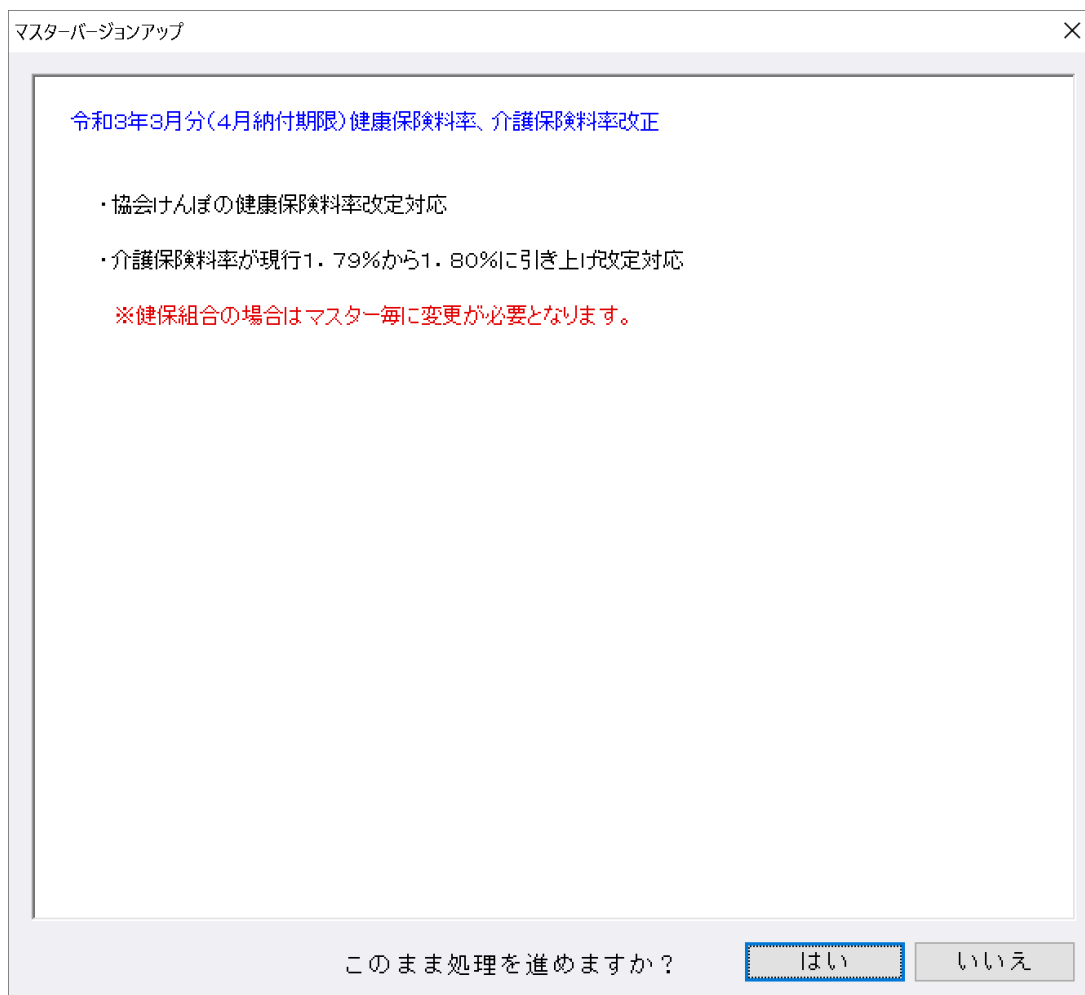 マスターバージョンアップ
令和3年3月分(4月納付期限)健康保険料率、介護保険料率改正
・協会けんぽの健康保険料率改定対応
・介護保険料率が現行1．79%から1．80%に引き上げ改定対応
※健保組合の場合はマスター毎に変更が必要となります。
このまま処理を進めますか？
はい
いいえ